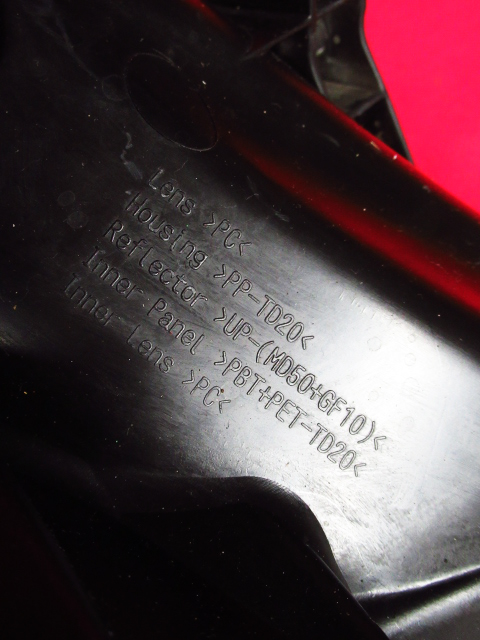 Lens >PC<
Housing >PP-TD20<
Reflector >UP-(MD50+GF10)<
Inner Panel >PBT+PET-TD20<
Inner Lens >PC<